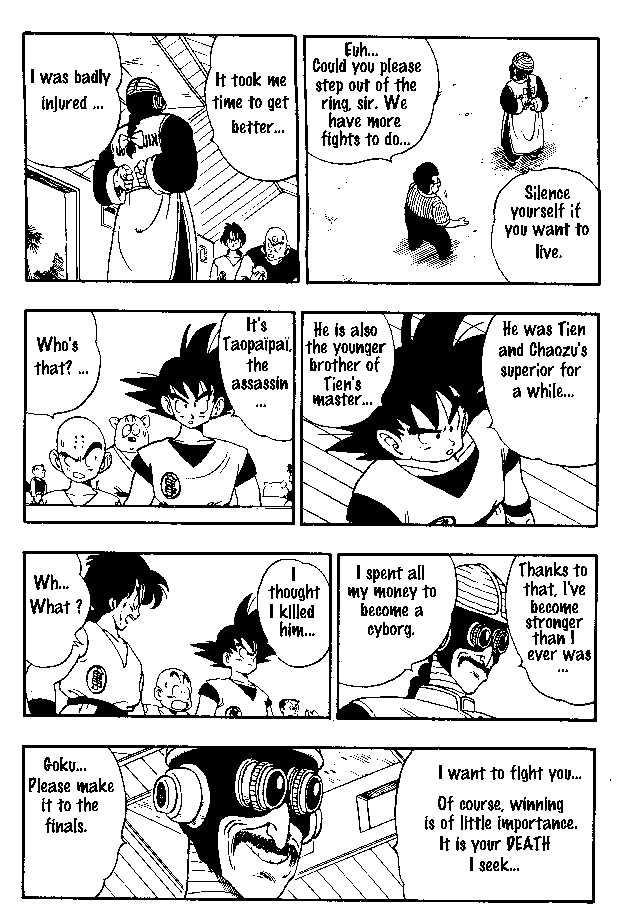 I was badly
injured ...
It took me
time to get
better...
Euh...
Could you please
step out of the
ring, sir. We
have more
fights to do...
Silence
yourself if
you want to
live.
Who's
that? ...
It's
Taopaïpaï,
the
assassin
...
He is also
the younger
brother of
Tien's
master...
He was Tien
and Chaozu's
superior for
a while...
Wh...
What ?
I
thought
I killed
him...
I spent all
my money to
become a
cyborg.
Thanks to
that, I've
become
stronger
than I
ever was
...
Goku...
Please make
it to the
finals.
I want to fight you...
Of course, winning
is of little importance.
It is your DEATH
I seek...